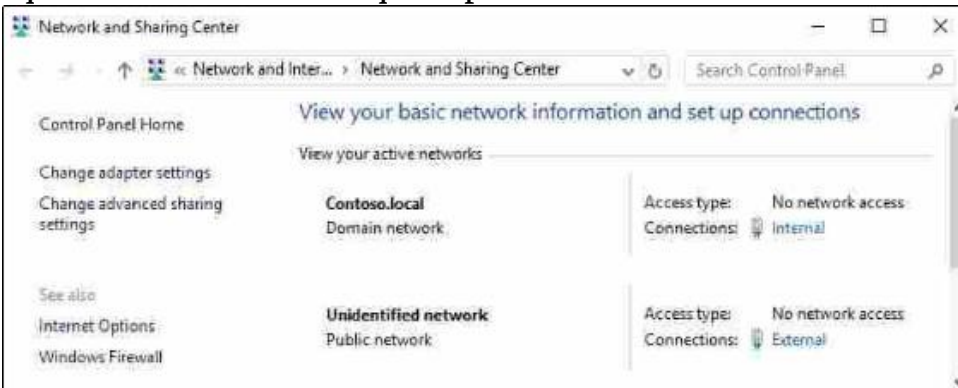 Network and Sharing Center
« Network and Inter... › Network and Sharing Center
Search Control Panel
Control Panel Home
Change adapter settings
Change advanced sharing
settings
See also
Internet Options
Windows Firewall
View your basic network information and set up connections
View your active networks
Contoso.local
Domain network
Access type: No network access
Connections: Internal
Unidentified network
Public network
Access type: No network access
Connections: External